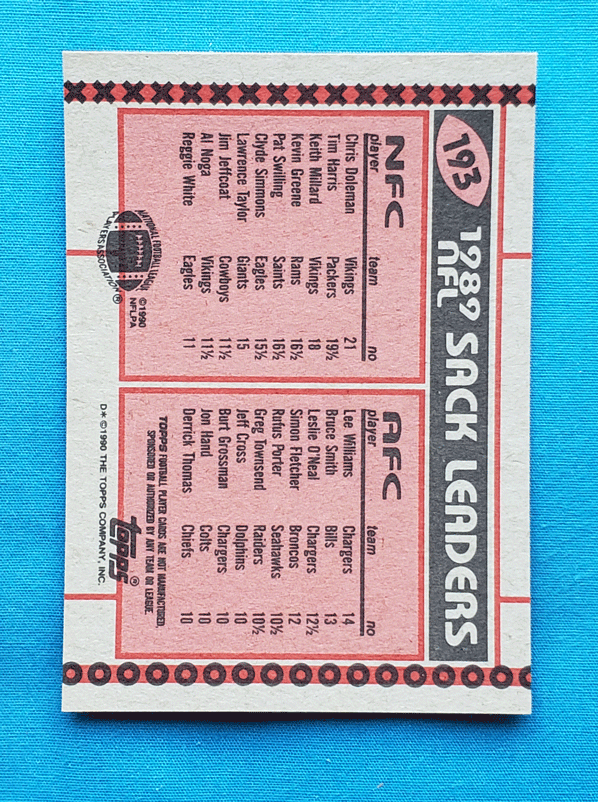 193
1989 NFL SACK LEADERS
NFC
player team no
Chris Doleman Vikings 21
Tim Harris Packers 19½
Keith Millard Vikings 18
Kevin Greene Rams 16½
Pat Swilling Saints 16½
Clyde Simmons Eagles 15½
Lawrence Taylor Giants 15
Jim Jeffcoat Cowboys 11½
Al Noga Vikings 11½
Reggie White Eagles 11
NATIONAL FOOTBALL LEAGUE
PLAYERS ASSOCIATION ®
©1990
NFLPA
AFC
player team no
Lee Williams Chargers 14
Bruce Smith Bills 13
Leslie O'Neal Chargers 12½
Simon Fletcher Broncos 12
Rufus Porter Seahawks 10½
Greg Townsend Raiders 10½
Jeff Cross Dolphins 10
Burt Grossman Chargers 10
Jon Hand Colts 10
Derrick Thomas Chiefs 10
TOPPS FOOTBALL PLAYER CARDS ARE NOT MANUFACTURED,
SPONSORED OR AUTHORIZED BY ANY TEAM OR LEAGUE.
topps®
D* ©1990 THE TOPPS COMPANY, INC.